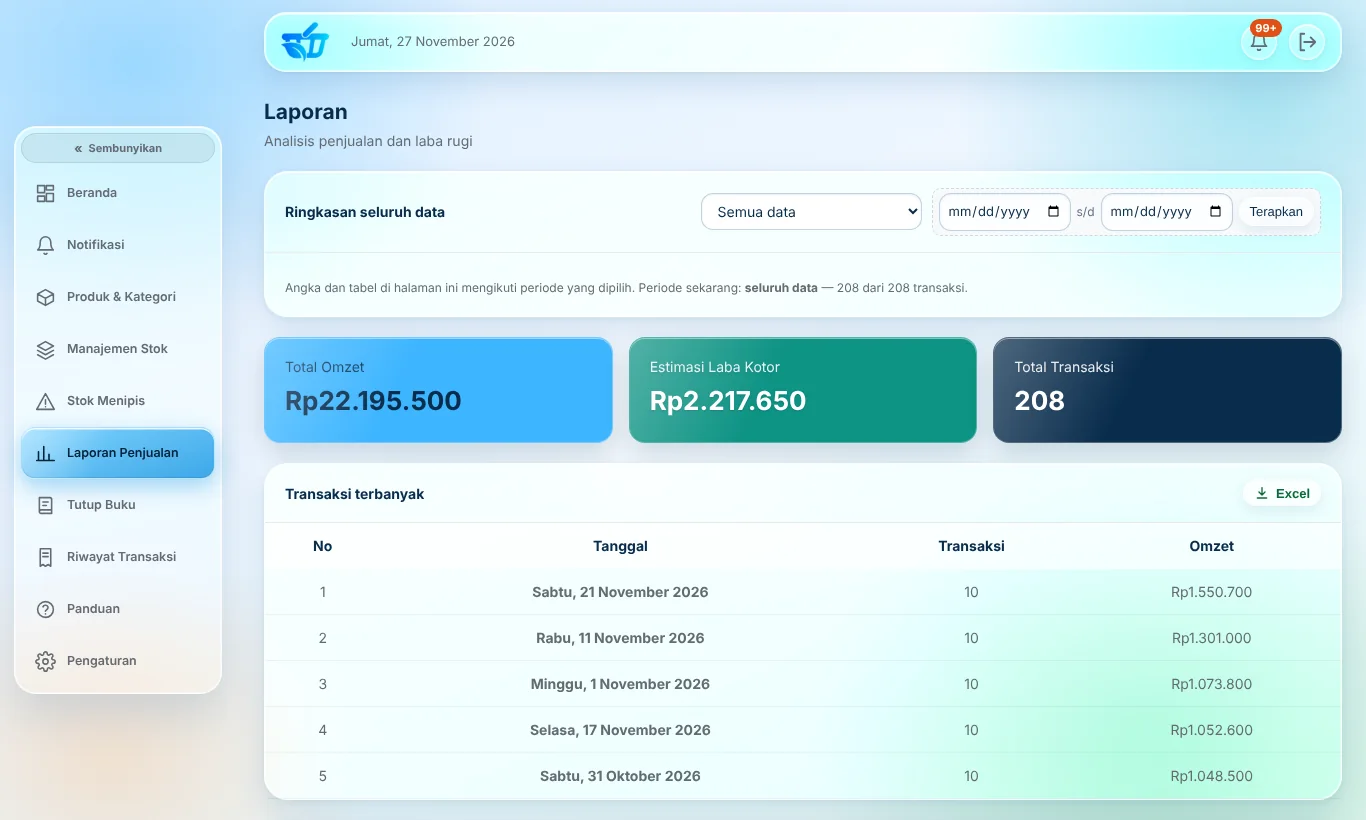 Jumat, 27 November 2026
99+
« Sembunyikan
Beranda
Notifikasi
Produk & Kategori
Manajemen Stok
Stok Menipis
Laporan Penjualan
Tutup Buku
Riwayat Transaksi
Panduan
Pengaturan
Laporan
Analisis penjualan dan laba rugi
Ringkasan seluruh data
Semua data
mm/dd/yyyy s/d mm/dd/yyyy Terapkan
Angka dan tabel di halaman ini mengikuti periode yang dipilih. Periode sekarang: seluruh data — 208 dari 208 transaksi.
Total Omzet
Rp22.195.500
Estimasi Laba Kotor
Rp2.217.650
Total Transaksi
208
Transaksi terbanyak
Excel
No Tanggal Transaksi Omzet
1 Sabtu, 21 November 2026 10 Rp1.550.700
2 Rabu, 11 November 2026 10 Rp1.301.000
3 Minggu, 1 November 2026 10 Rp1.073.800
4 Selasa, 17 November 2026 10 Rp1.052.600
5 Sabtu, 31 Oktober 2026 10 Rp1.048.500